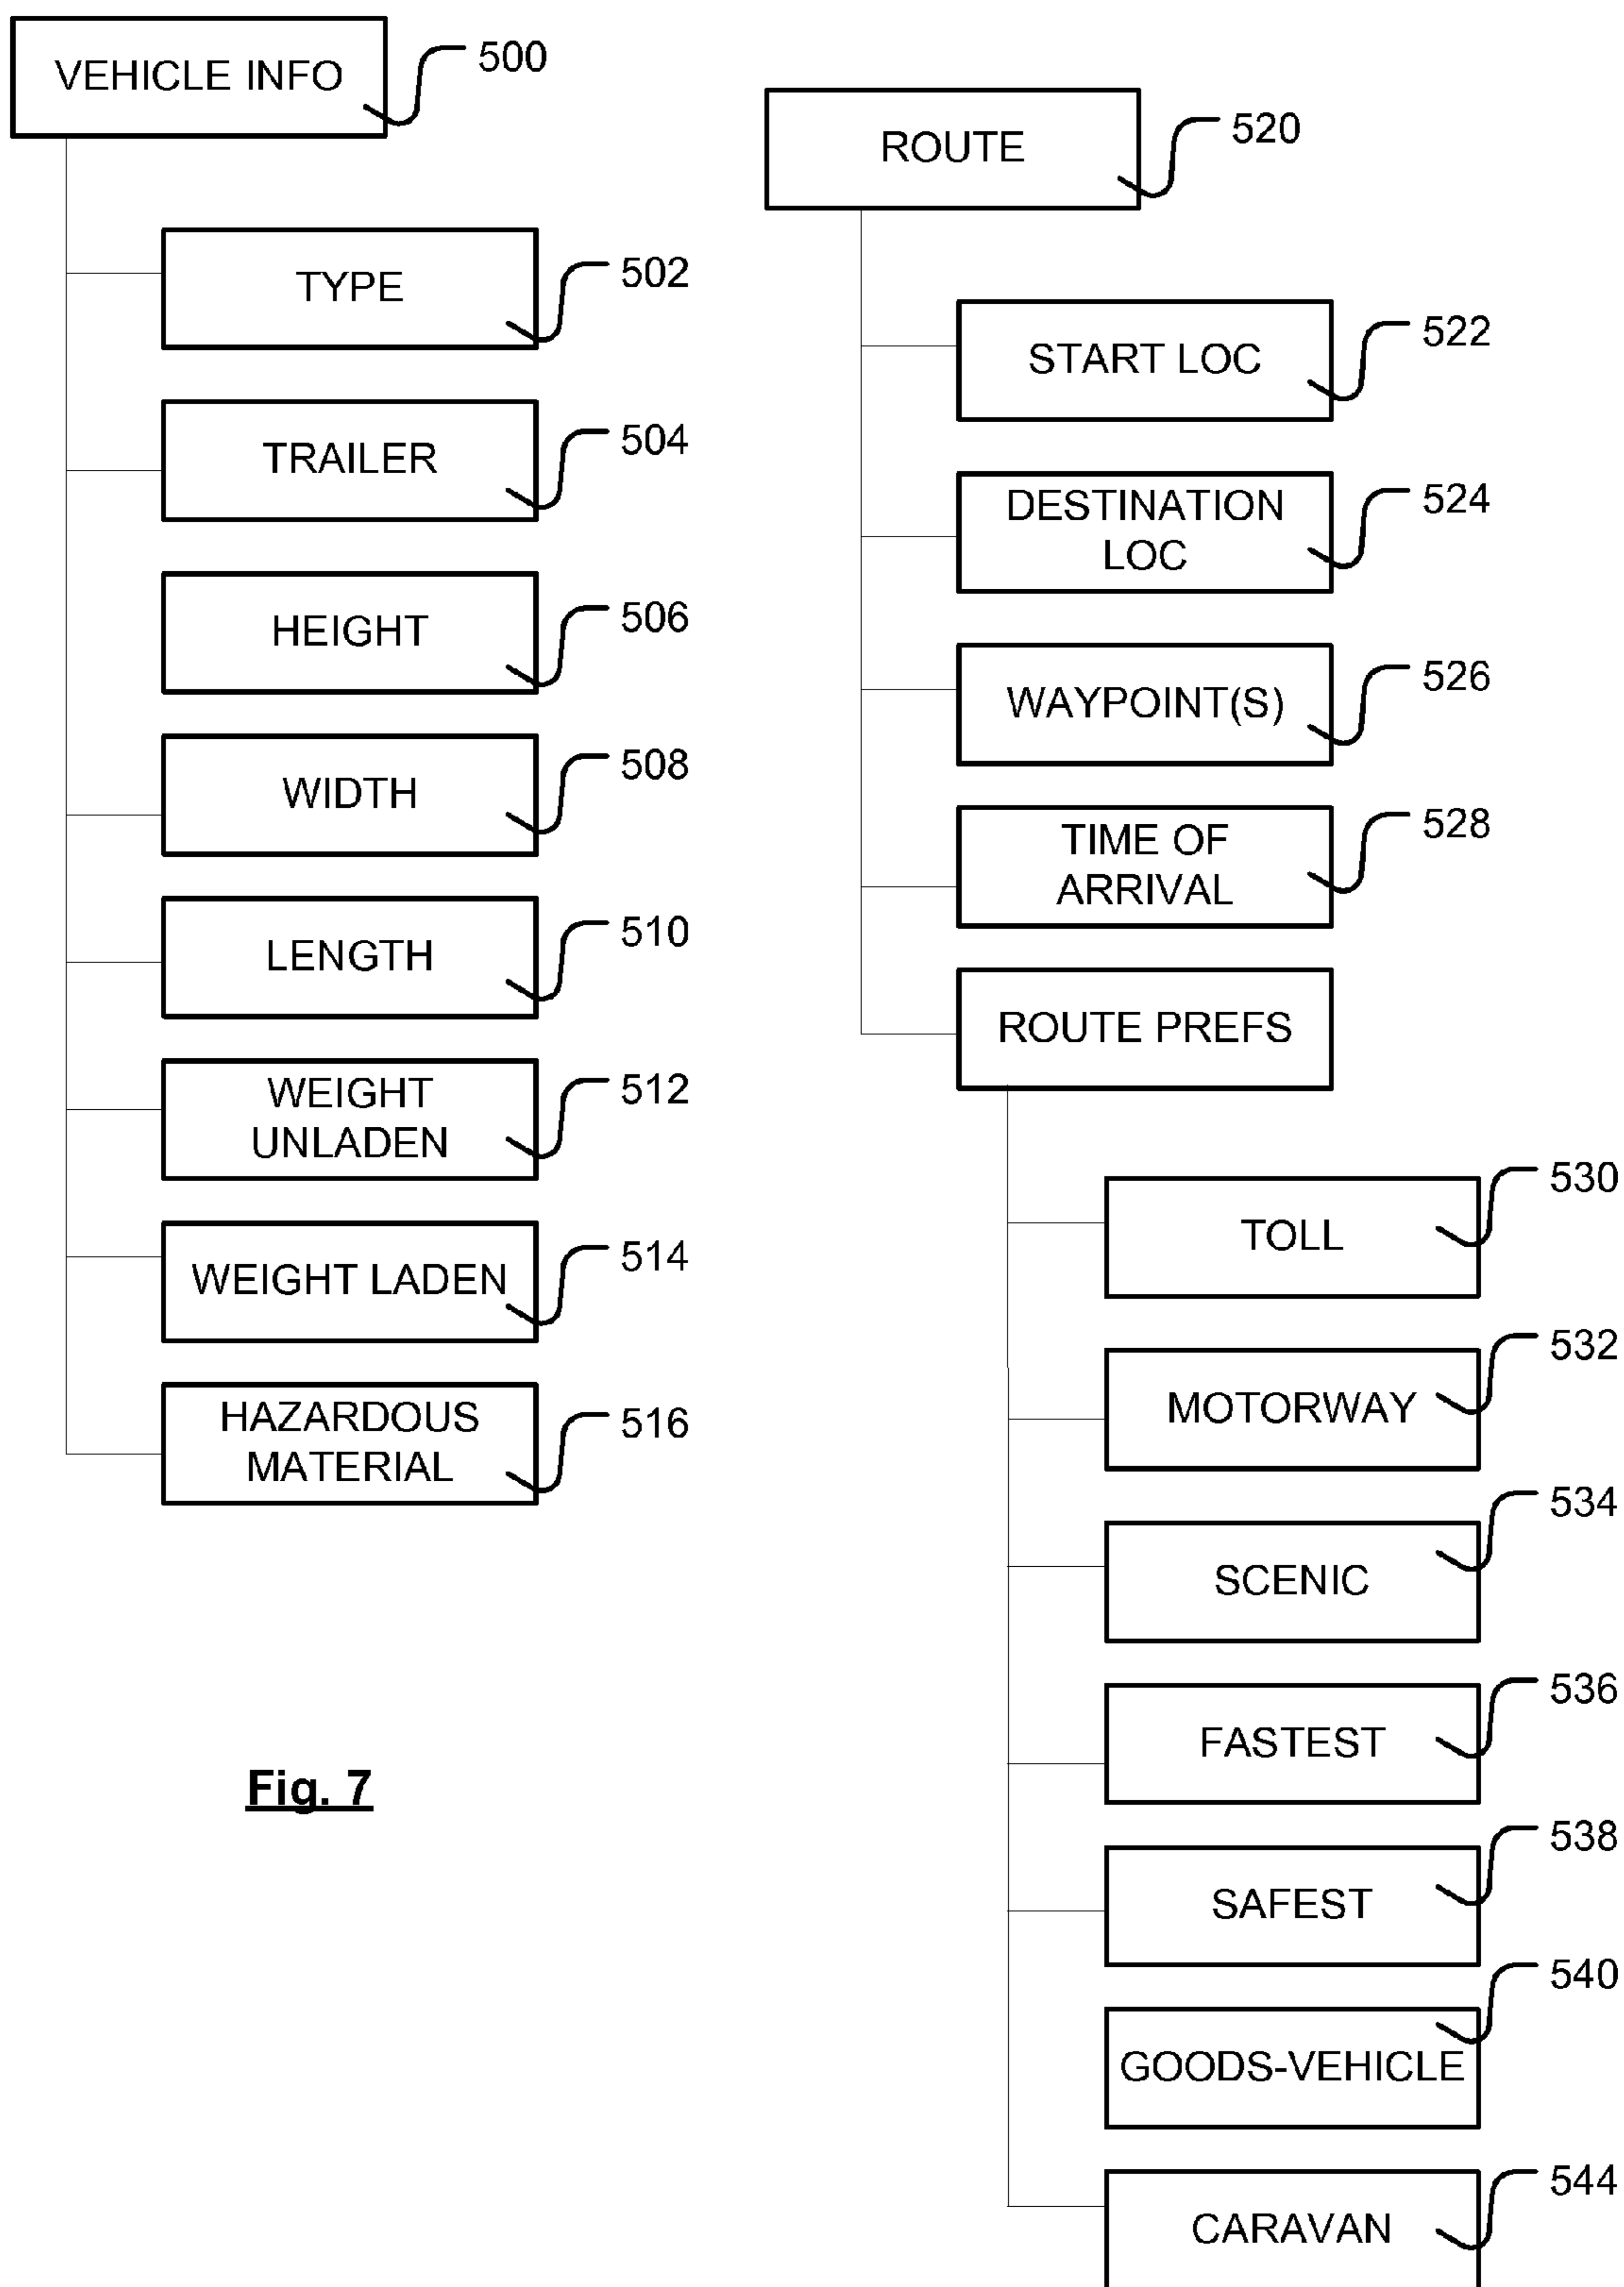 VEHICLE INFO
500
TYPE
502
TRAILER
504
HEIGHT
506
WIDTH
508
LENGTH
510
WEIGHT
UNLADEN
512
WEIGHT LADEN
514
HAZARDOUS
MATERIAL
516
ROUTE
520
START LOC
522
DESTINATION
LOC
524
WAYPOINT(S)
526
TIME OF
ARRIVAL
528
ROUTE PREFS
TOLL
530
MOTORWAY
532
SCENIC
534
FASTEST
536
SAFEST
538
GOODS-VEHICLE
540
CARAVAN
544
Fig. 7